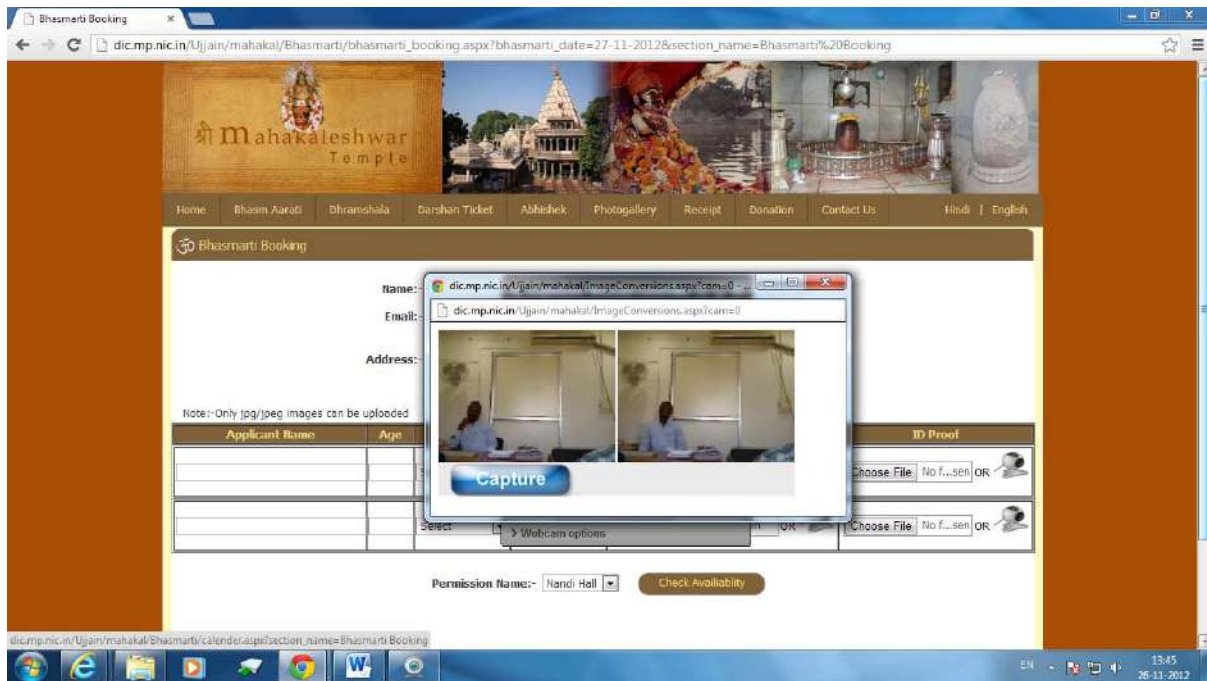 Bhasmarti Booking
dic.mp.nic.in/Ujjain/mahakal/Bhasmarti/bhasmarti_booking.aspx?bhasmarti_date=27-11-2012&section_name=Bhasmarti%20Booking
श्री Mahakaleshwar
Temple
Home Bhasm Aarati Dhramshala Darshan Ticket Abhishek Photogallery Receipt Donation Contact Us Hindi | English
ॐ Bhasmarti Booking
Name:-
dic.mp.nic.in/Ujjain/mahakal/ImageConversions.aspx?cam=0 - ...
dic.mp.nic.in/Ujjain/mahakal/ImageConversions.aspx?cam=0
Email:-
Address:-
Note:-Only jpg/jpeg images can be uploaded
Applicant Name Age ID Proof
Choose File No f...sen OR
Capture
Select OR Choose File No f...sen OR
> Webcam options
Permission Name:- Nandi Hall Check Availiablity
dic.mp.nic.in/Ujjain/mahakal/Bhasmarti/calender.aspx?section_name=Bhasmarti Booking
EN 13:45
26-11-2012